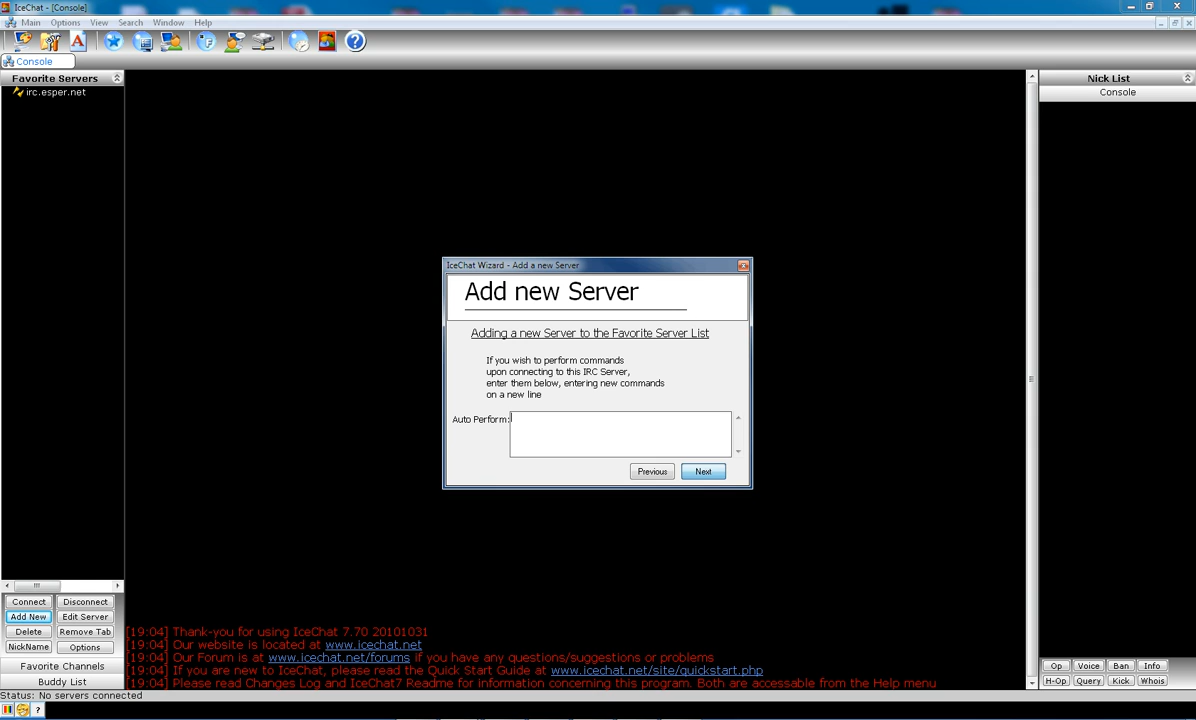 IceChat - [Console]
Main Options View Search Window Help
Console
Favorite Servers
irc.esper.net
Nick List
Console
IceChat Wizard - Add a new Server
Add new Server
Adding a new Server to the Favorite Server List
If you wish to perform commands
upon connecting to this IRC Server,
enter them below, entering new commands
on a new line
Auto Perform:
Previous Next
Connect Disconnect
Add New Edit Server
Delete Remove Tab
NickName Options
Favorite Channels
Buddy List
[19:04] Thank-you for using IceChat 7.70 20101031
[19:04] Our website is located at www.icechat.net
[19:04] Our Forum is at www.icechat.net/forums if you have any questions/suggestions or problems
[19:04] If you are new to IceChat, please read the Quick Start Guide at www.icechat.net/site/quickstart.php
[19:04] Please read Changes Log and IceChat7 Readme for information concerning this program. Both are accessable from the Help menu
Op Voice Ban Info
H-Op Query Kick Whois
Status: No servers connected